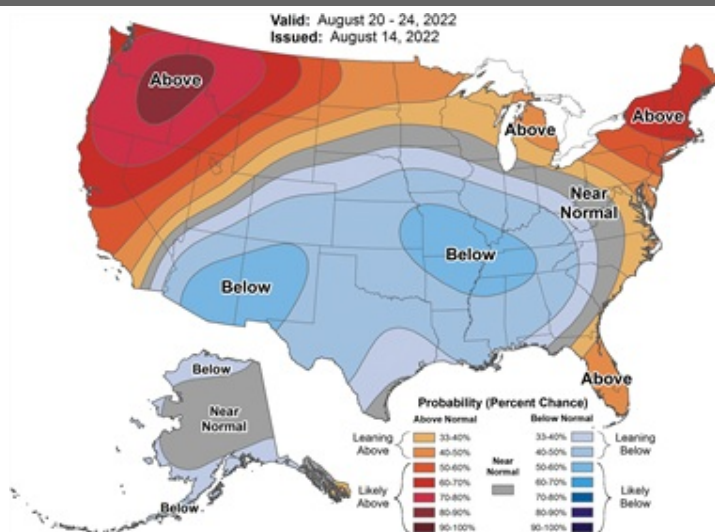 Valid: August 20 - 24, 2022
Issued: August 14, 2022
Above
Above
Above
Near
Normal
Below
Below
Above
Below
Near
Normal
Below
Probability (Percent Chance)
Above Normal
Below Normal
Leaning
Above
33-40%
40-50%
Likely
Above
50-60%
60-70%
70-80%
80-90%
90-100%
Near
Normal
33-40%
40-50%
Leaning
Below
50-60%
60-70%
70-80%
80-90%
90-100%
Likely
Below